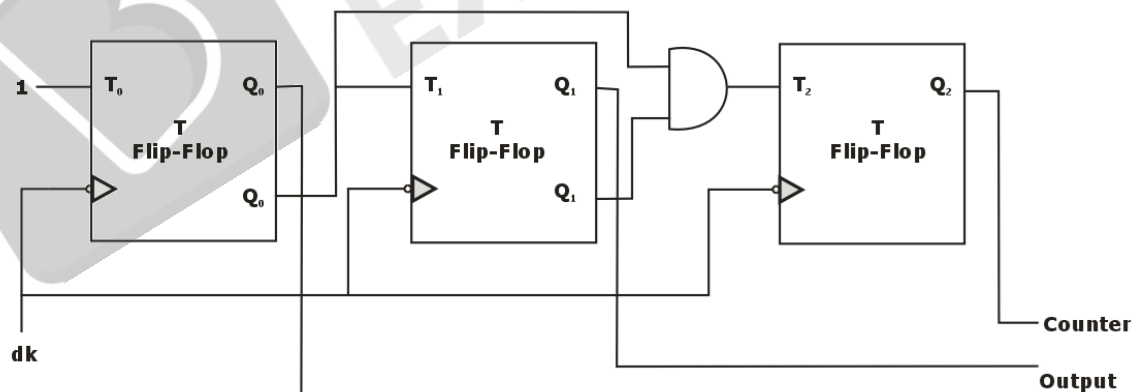 1
T₀
Q₀
T
Flip-Flop
Q₀
T₁
Q₁
T
Flip-Flop
Q₁
T₂
Q₂
T
Flip-Flop
dk
Counter
Output